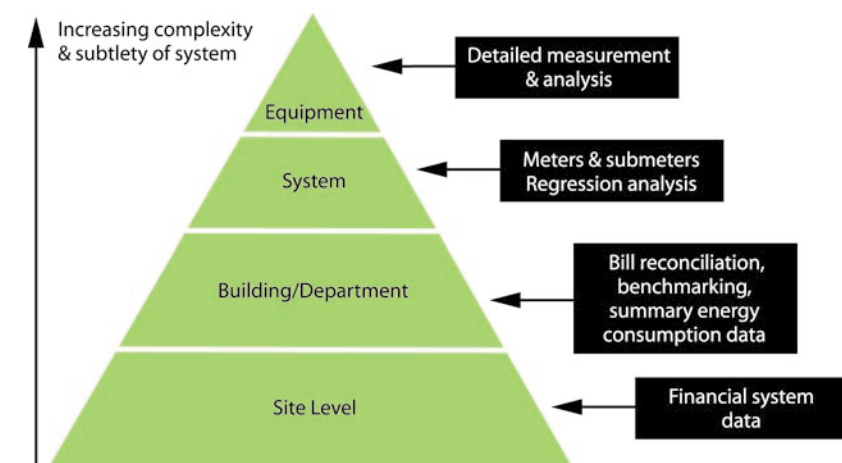 Increasing complexity
& subtlety of system
Detailed measurement
& analysis
Equipment
Meters & submeters
Regression analysis
System
Bill reconciliation,
benchmarking,
summary energy
consumption data
Building/Department
Financial system
data
Site Level